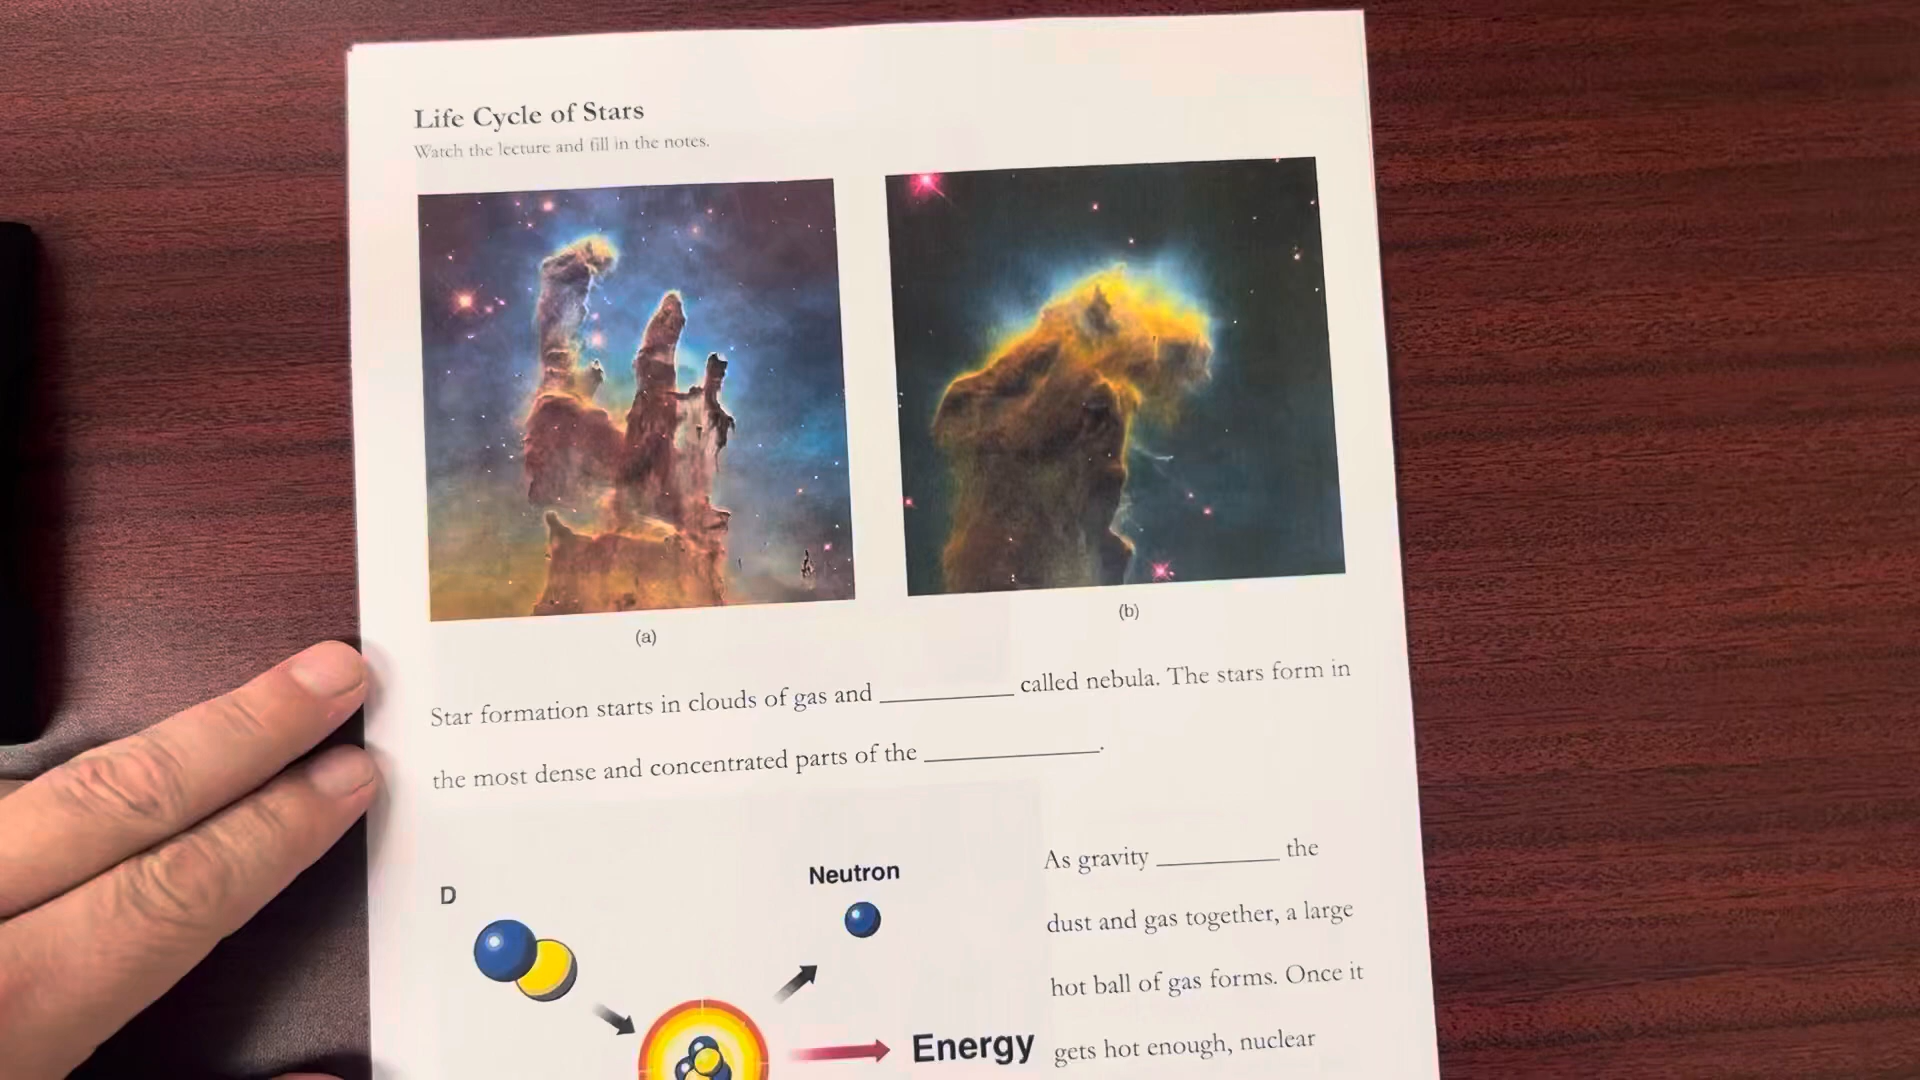 Life Cycle of Stars
Watch the lecture and fill in the notes.
(a)
(b)
Star formation starts in clouds of gas and __________ called nebula. The stars form in
the most dense and concentrated parts of the _____________.
D
Neutron
Energy
As gravity _________ the
dust and gas together, a large
hot ball of gas forms. Once it
gets hot enough, nuclear